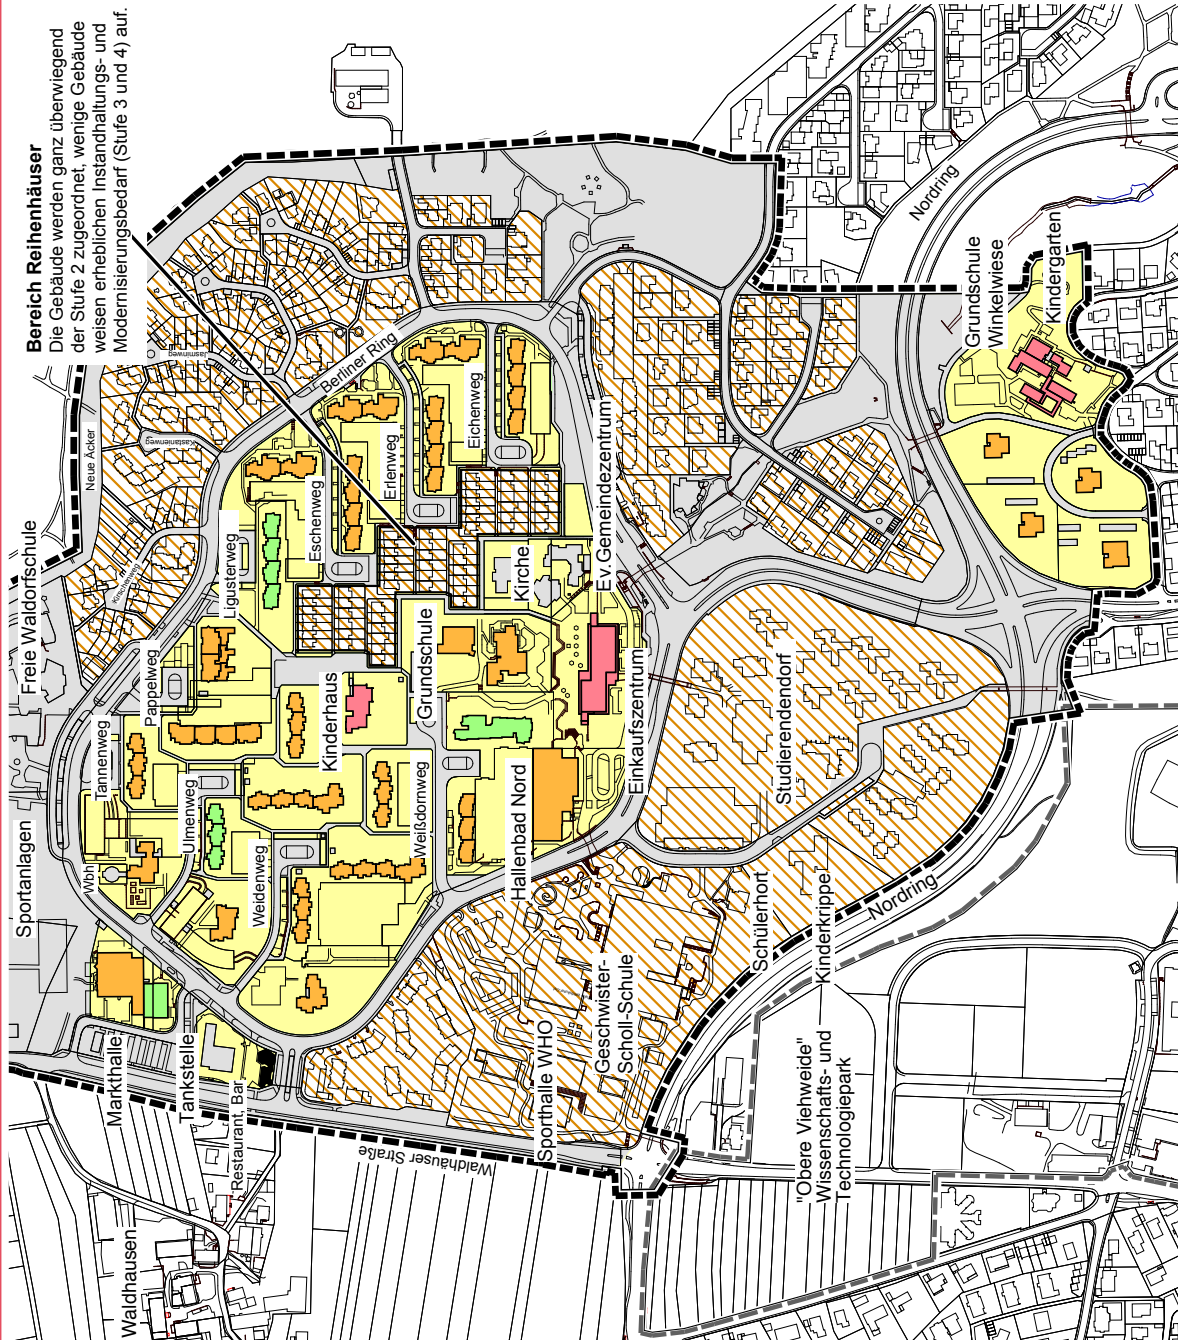 Bereich Reihenhäuser
Die Gebäude werden ganz überwiegend
der Stufe 2 zugeordnet, wenige Gebäude
weisen erheblichen Instandhaltungs- und
Modernisierungsbedarf (Stufe 3 und 4) auf.
Freie Waldorfschule
Neue Äcker
Kastanienweg
Jasminweg
Kirschenweg
Berliner Ring
Sportanlagen
Tannenweg
Pappelweg
Ligusterweg
Eschenweg
Erlenweg
Eichenweg
Wbh
Ulmenweg
Weidenweg
Kinderhaus
Weißdornweg
Grundschule
Kirche
Ev.Gemeindezentrum
Hallenbad Nord
Einkaufszentrum
Markthalle
Tankstelle
Restaurant, Bar
Waldhausen
Waldhäuser Straße
Sporthalle WHO
Geschwister-
Scholl-Schule
Studierendendorf
Schülerhort
Kinderkrippe
Nordring
"Obere Viehweide"
Wissenschafts- und
Technologiepark
Nordring
Grundschule
Winkelwiese
Kindergarten